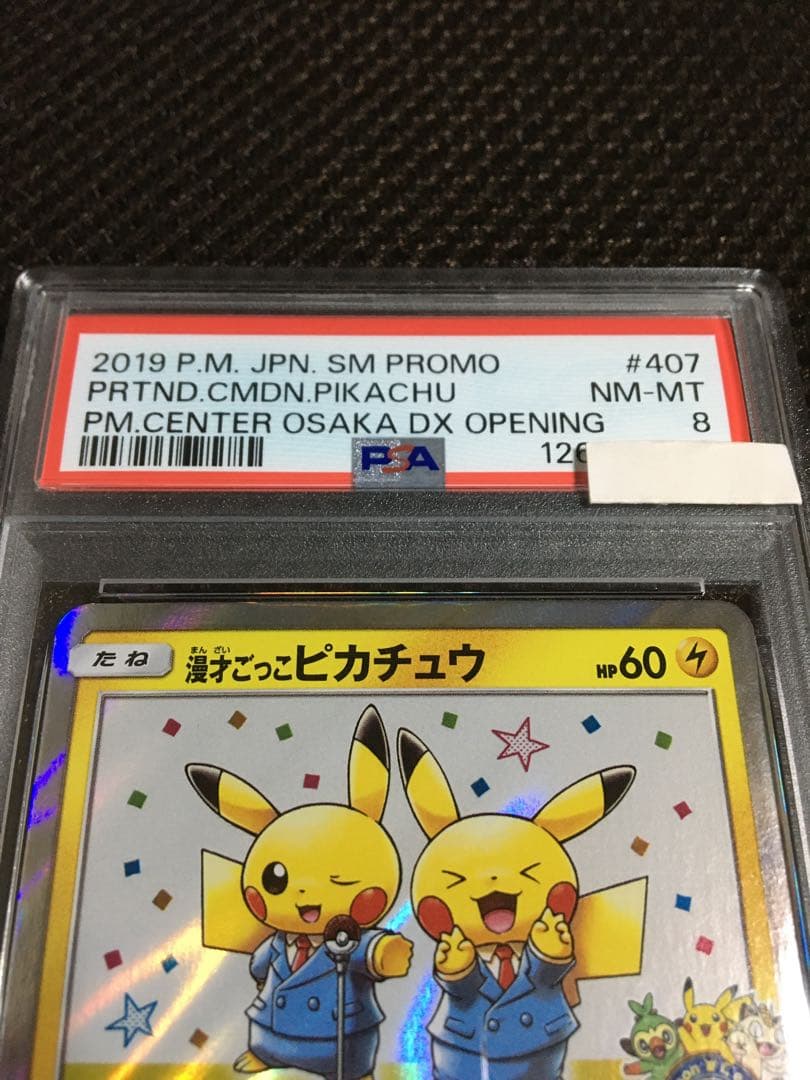 2019 P.M. JPN. SM PROMO #407
PRTND.CMDN.PIKACHU NM-MT
PM.CENTER OSAKA DX OPENING 8
PSA 126
たね 漫才ごっこピカチュウ HP60
まんざい